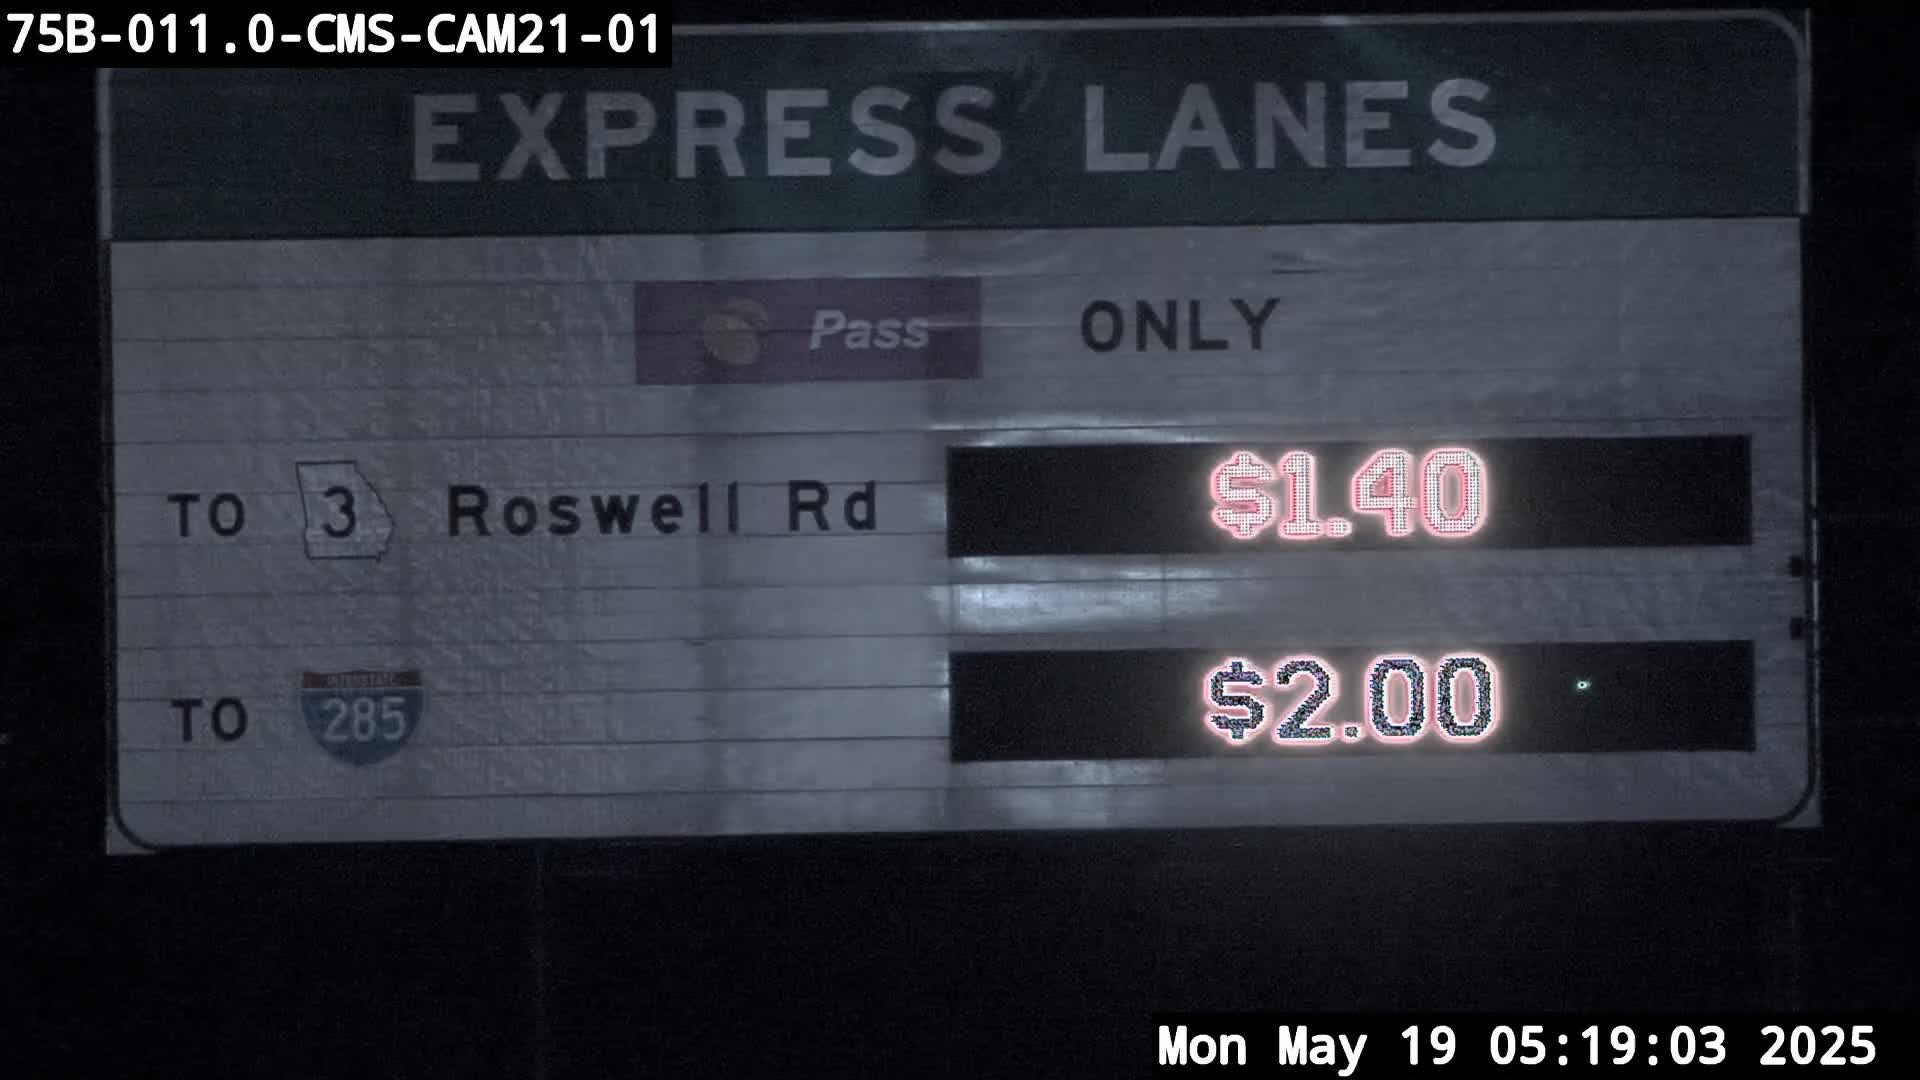 75B-011.0-CMS-CAM21-01
EXPRESS LANES
Pass ONLY
TO 3 Roswell Rd $1.40
TO INTERSTATE 285 $2.00
Mon May 19 05:19:03 2025